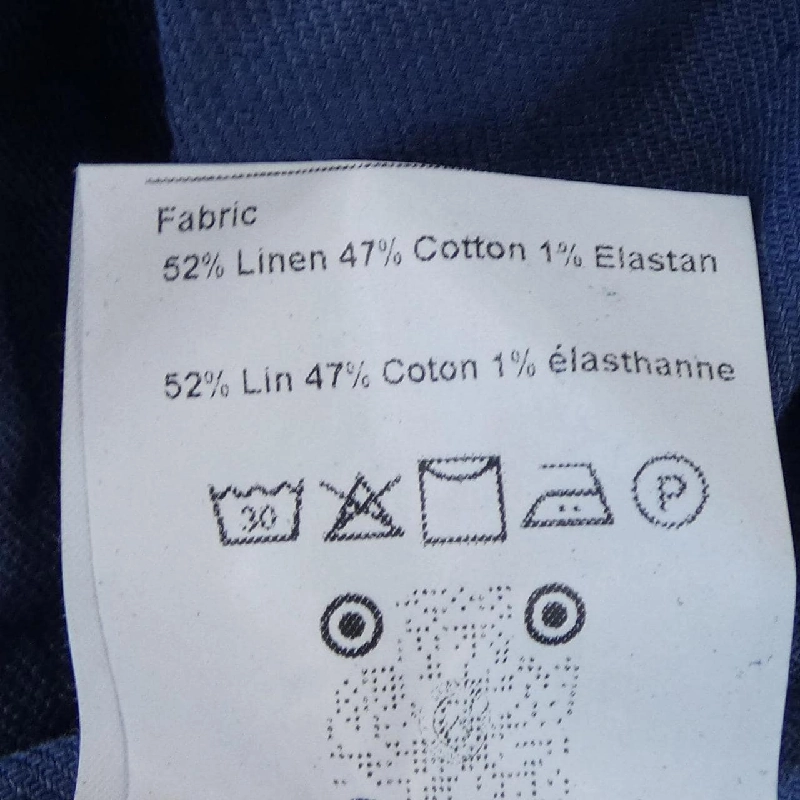 Fabric
52% Linen 47% Cotton 1% Elastan
52% Lin 47% Coton 1% élasthanne
30
P